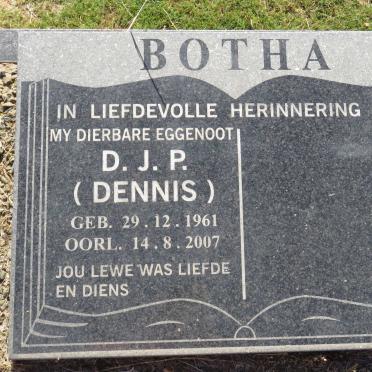 BOTHA
IN LIEFDEVOLLE HERINNERING
MY DIERBARE EGGENOOT
D. J. P.
( DENNIS )
GEB. 29 . 12 . 1961
OORL. 14 . 8 . 2007
JOU LEWE WAS LIEFDE
EN DIENS